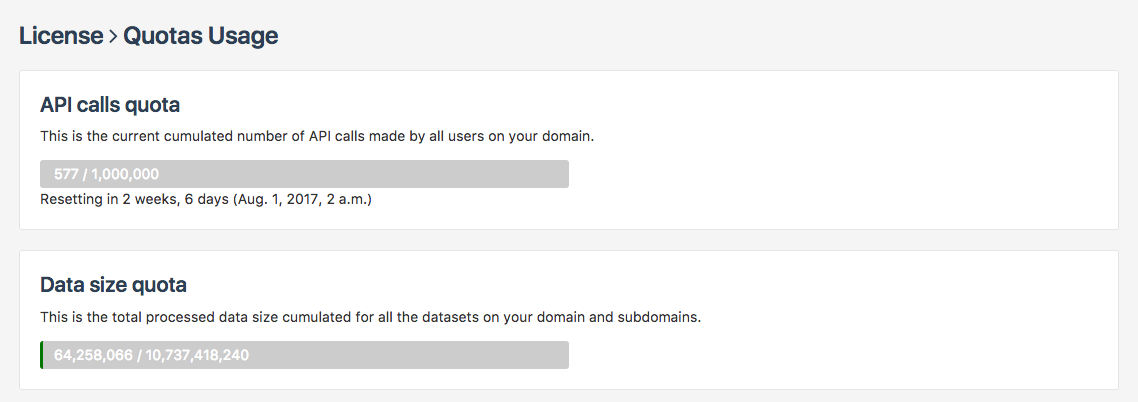 License > Quotas Usage
API calls quota
This is the current cumulated number of API calls made by all users on your domain.
577 / 1,000,000
Resetting in 2 weeks, 6 days (Aug. 1, 2017, 2 a.m.)
Data size quota
This is the total processed data size cumulated for all the datasets on your domain and subdomains.
64,258,066 / 10,737,418,240